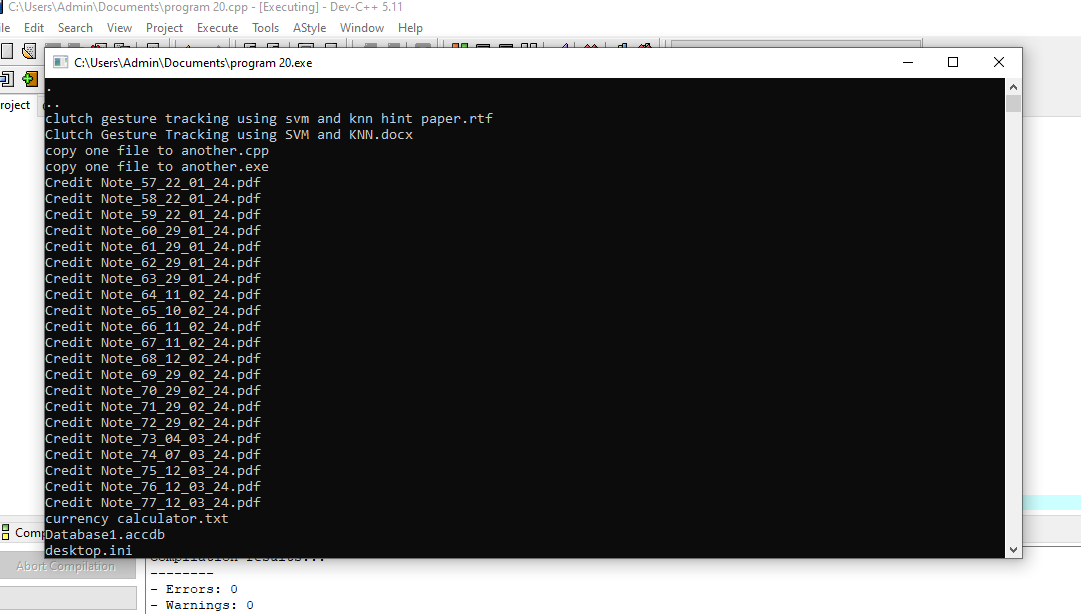 C:\Users\Admin\Documents\program 20.cpp - [Executing] - Dev-C++ 5.11
ile Edit Search View Project Execute Tools AStyle Window Help
C:\Users\Admin\Documents\program 20.exe
roject
.
..
clutch gesture tracking using svm and knn hint paper.rtf
Clutch Gesture Tracking using SVM and KNN.docx
copy one file to another.cpp
copy one file to another.exe
Credit Note_57_22_01_24.pdf
Credit Note_58_22_01_24.pdf
Credit Note_59_22_01_24.pdf
Credit Note_60_29_01_24.pdf
Credit Note_61_29_01_24.pdf
Credit Note_62_29_01_24.pdf
Credit Note_63_29_01_24.pdf
Credit Note_64_11_02_24.pdf
Credit Note_65_10_02_24.pdf
Credit Note_66_11_02_24.pdf
Credit Note_67_11_02_24.pdf
Credit Note_68_12_02_24.pdf
Credit Note_69_29_02_24.pdf
Credit Note_70_29_02_24.pdf
Credit Note_71_29_02_24.pdf
Credit Note_72_29_02_24.pdf
Credit Note_73_04_03_24.pdf
Credit Note_74_07_03_24.pdf
Credit Note_75_12_03_24.pdf
Credit Note_76_12_03_24.pdf
Credit Note_77_12_03_24.pdf
currency calculator.txt
Database1.accdb
desktop.ini
Comp
Abort Compilation
Compilation results...
--------
- Errors: 0
- Warnings: 0